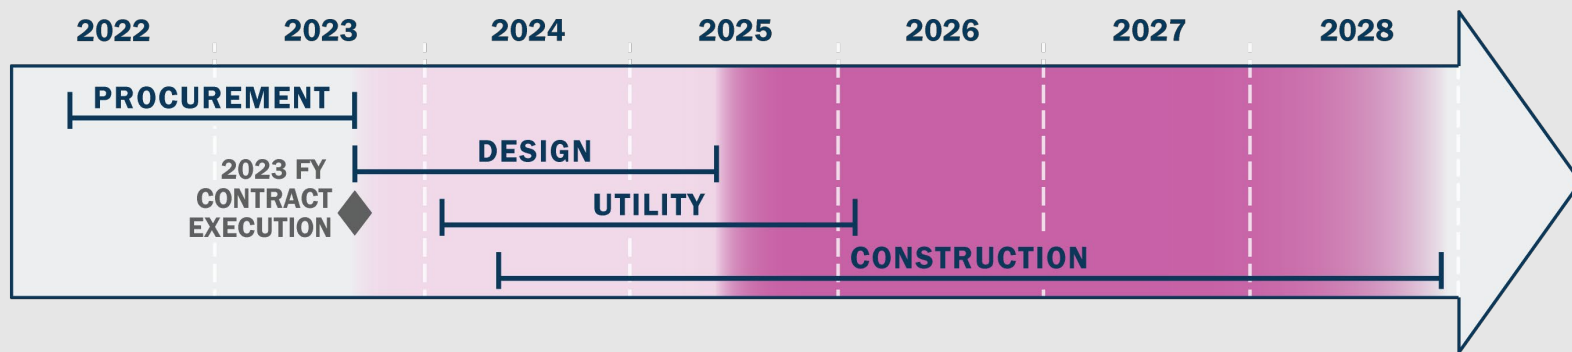 2022 2023 2024 2025 2026 2027 2028
PROCUREMENT
DESIGN
2023 FY
CONTRACT
EXECUTION
UTILITY
CONSTRUCTION